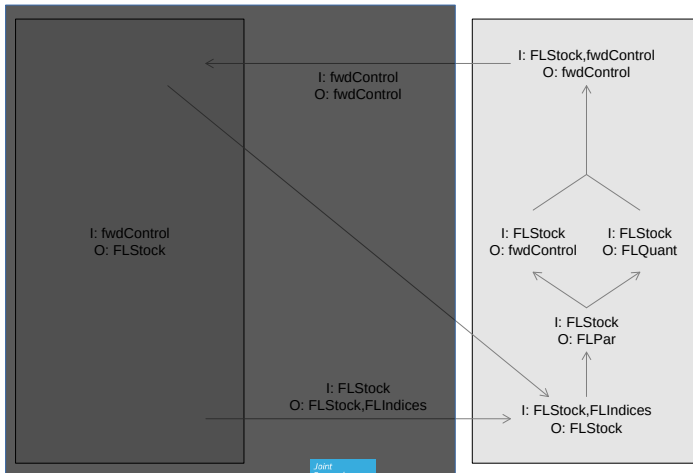 I: FLStock,fwdControl
O: fwdControl
I: fwdControl
O: fwdControl
I: fwdControl
O: FLStock
I: FLStock
O: fwdControl
I: FLStock
O: FLQuant
I: FLStock
O: FLPar
I: FLStock
O: FLStock,FLIndices
I: FLStock,FLIndices
O: FLStock
Joint